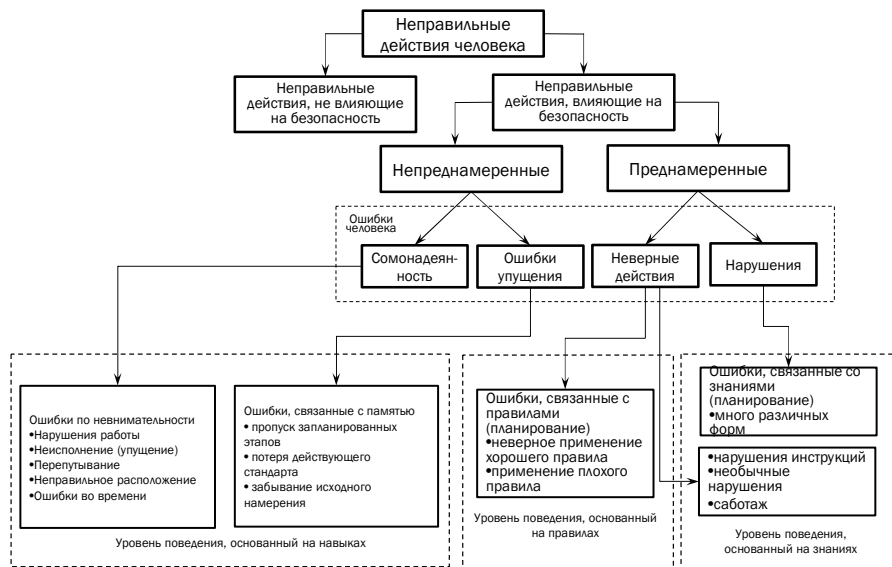 Неправильные
действия человека
Неправильные
действия, не влияющие
на безопасность
Неправильные
действия, влияющие на
безопасность
Непреднамеренные
Преднамеренные
Ошибки
человека
Сомонадеян-
ность
Ошибки
упущения
Неверные
действия
Нарушения
Ошибки по невнимательности
•Нарушения работы
•Неисполнение (упущение)
•Перепутывание
•Неправильное расположение
•Ошибки во времени
Ошибки, связанные с памятью
• пропуск запланированных
этапов
• потеря действующего
стандарта
• забывание исходного
намерения
Уровень поведения, основанный на навыках
Ошибки, связанные с
правилами
(планирование)
•неверное применение
хорошего правила
•применение плохого
правила
Уровень поведения, основанный
на правилах
Ошибки, связанные со
знаниями
(планирование)
•много различных
форм
•нарушения инструкций
•необычные
нарушения
•саботаж
Уровень поведения,
основанный на знаниях